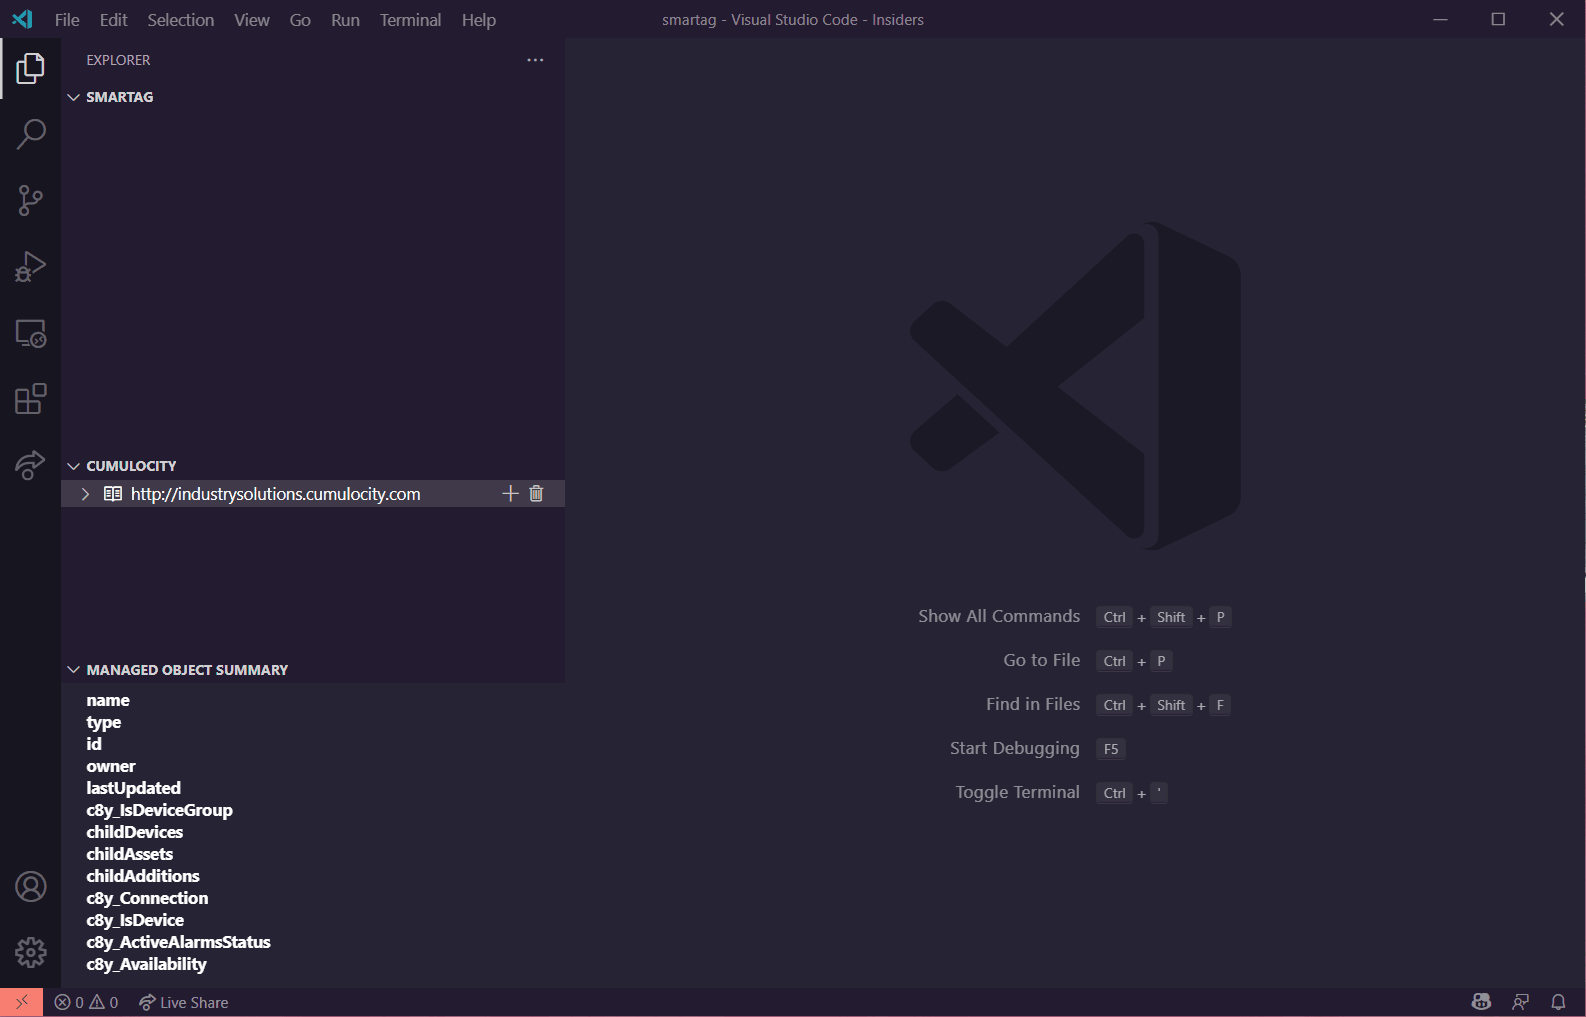 File Edit Selection View Go Run Terminal Help
smartag - Visual Studio Code - Insiders
EXPLORER
SMARTAG
CUMULOCITY
http://industrysolutions.cumulocity.com
MANAGED OBJECT SUMMARY
name
type
id
owner
lastUpdated
c8y_IsDeviceGroup
childDevices
childAssets
childAdditions
c8y_Connection
c8y_IsDevice
c8y_ActiveAlarmsStatus
c8y_Availability
Show All Commands Ctrl + Shift + P
Go to File Ctrl + P
Find in Files Ctrl + Shift + F
Start Debugging F5
Toggle Terminal Ctrl + '
0 0 Live Share